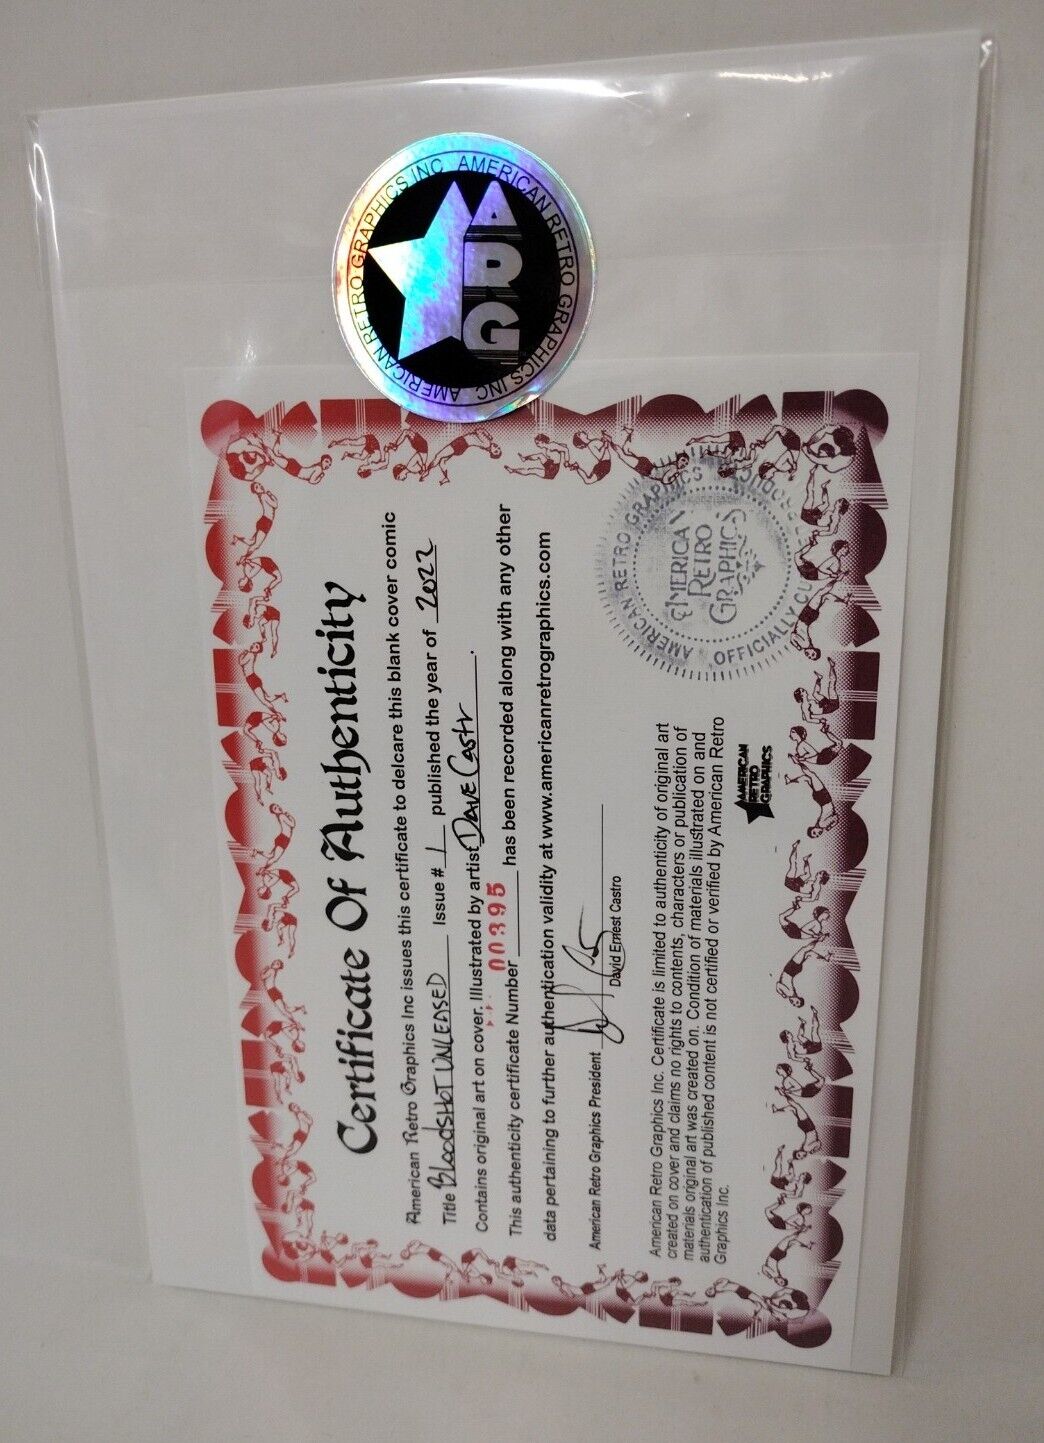 AMERICAN RETRO GRAPHICS INC AMERICAN RETRO GRAPHICS INC
ARG
Certificate Of Authenticity
American Retro Graphics Inc issues this certificate to delcare this blank cover comic
Title BloodSHOT UNLEASED Issue # 1 published the year of 2022
Contains original art on cover. Illustrated by artist DAVE Castr.
This authenticity certificate Number 00395 has been recorded along with any other
data pertaining to further authentication validity at www.americanretrographics.com
American Retro Graphics President
David Ernest Castro
American Retro Graphics Inc. Certificate is limited to authenticity of original art
created on cover and claims no rights to contents, characters or publication of
materials original art was created on. Condition of materials illustrated on and
authentication of published content is not certified or verified by American Retro
Graphics Inc.
AMERICAN
RETRO
GRAPHICS
AMERICAN RETRO GRAPHICS
OFFICIALLY
AMERICAN
RETRO
GRAPHICS